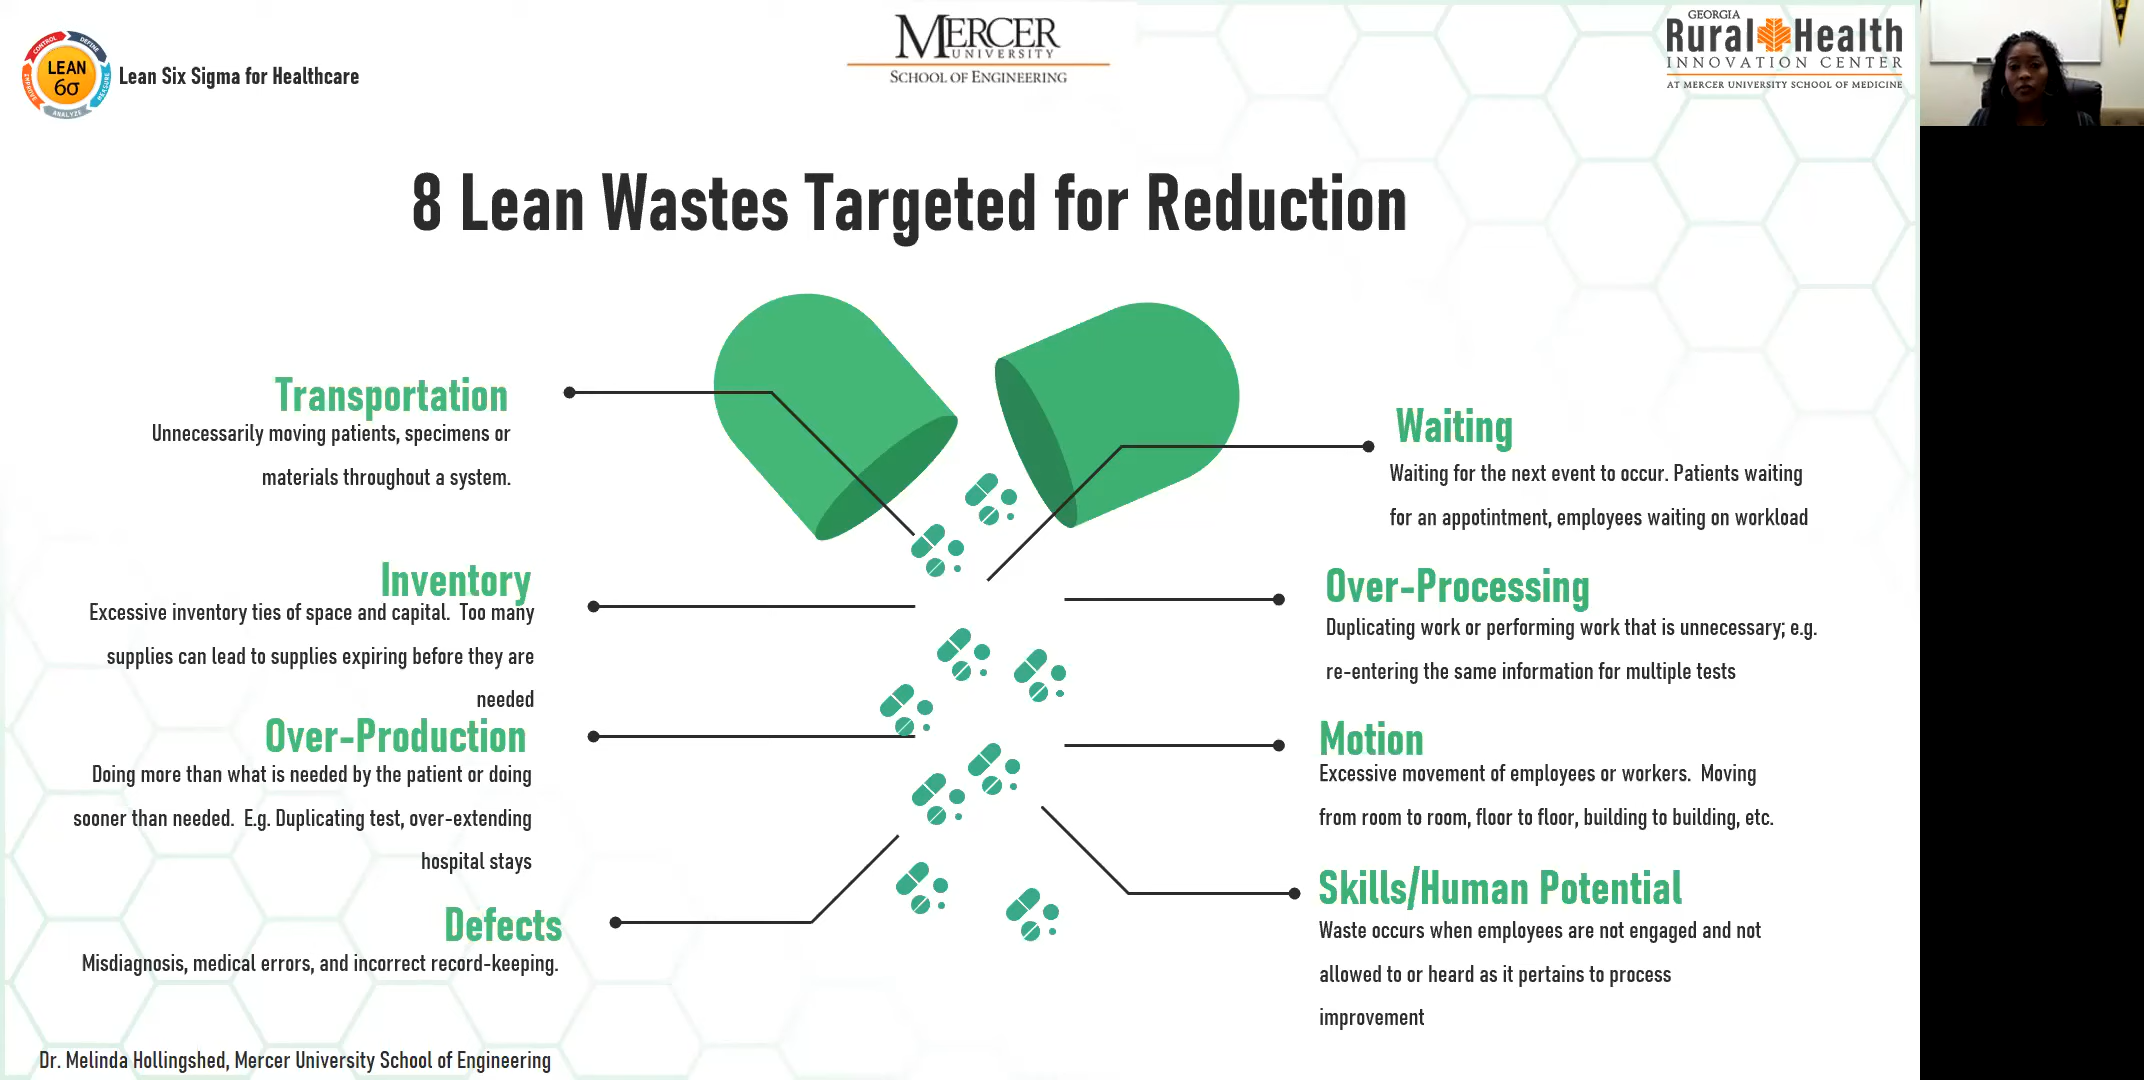 CONTROL
DEFINE
MEASURE
ANALYZE
IMPROVE
LEAN
6σ
Lean Six Sigma for Healthcare
MERCER
UNIVERSITY
SCHOOL OF ENGINEERING
GEORGIA
Rural Health
INNOVATION CENTER
AT MERCER UNIVERSITY SCHOOL OF MEDICINE
8 Lean Wastes Targeted for Reduction
Transportation
Unnecessarily moving patients, specimens or
materials throughout a system.
Inventory
Excessive inventory ties of space and capital. Too many
supplies can lead to supplies expiring before they are
needed
Over-Production
Doing more than what is needed by the patient or doing
sooner than needed. E.g. Duplicating test, over-extending
hospital stays
Defects
Misdiagnosis, medical errors, and incorrect record-keeping.
Waiting
Waiting for the next event to occur. Patients waiting
for an appotintment, employees waiting on workload
Over-Processing
Duplicating work or performing work that is unnecessary; e.g.
re-entering the same information for multiple tests
Motion
Excessive movement of employees or workers. Moving
from room to room, floor to floor, building to building, etc.
Skills/Human Potential
Waste occurs when employees are not engaged and not
allowed to or heard as it pertains to process
improvement
Dr. Melinda Hollingshed, Mercer University School of Engineering